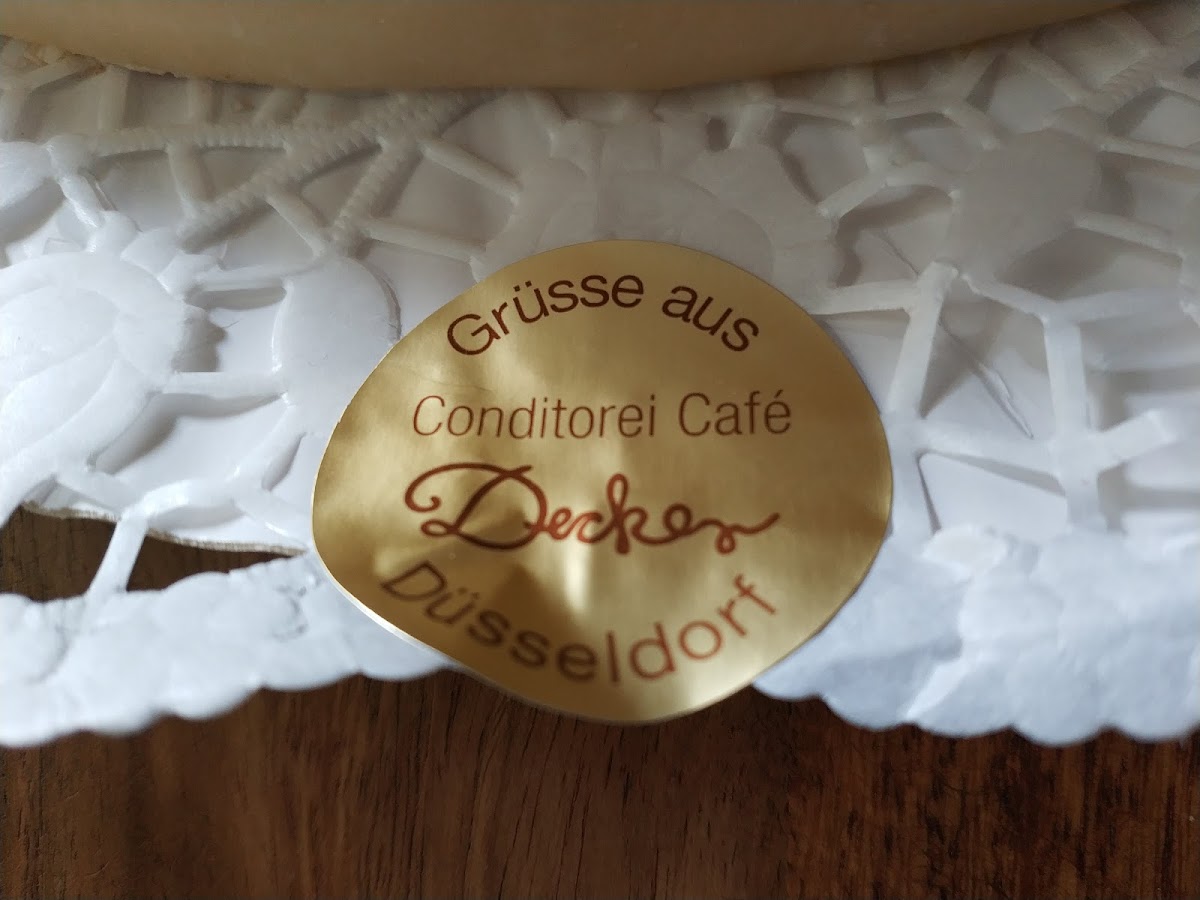 Grüsse aus
Conditorei Café
Decker
Düsseldorf